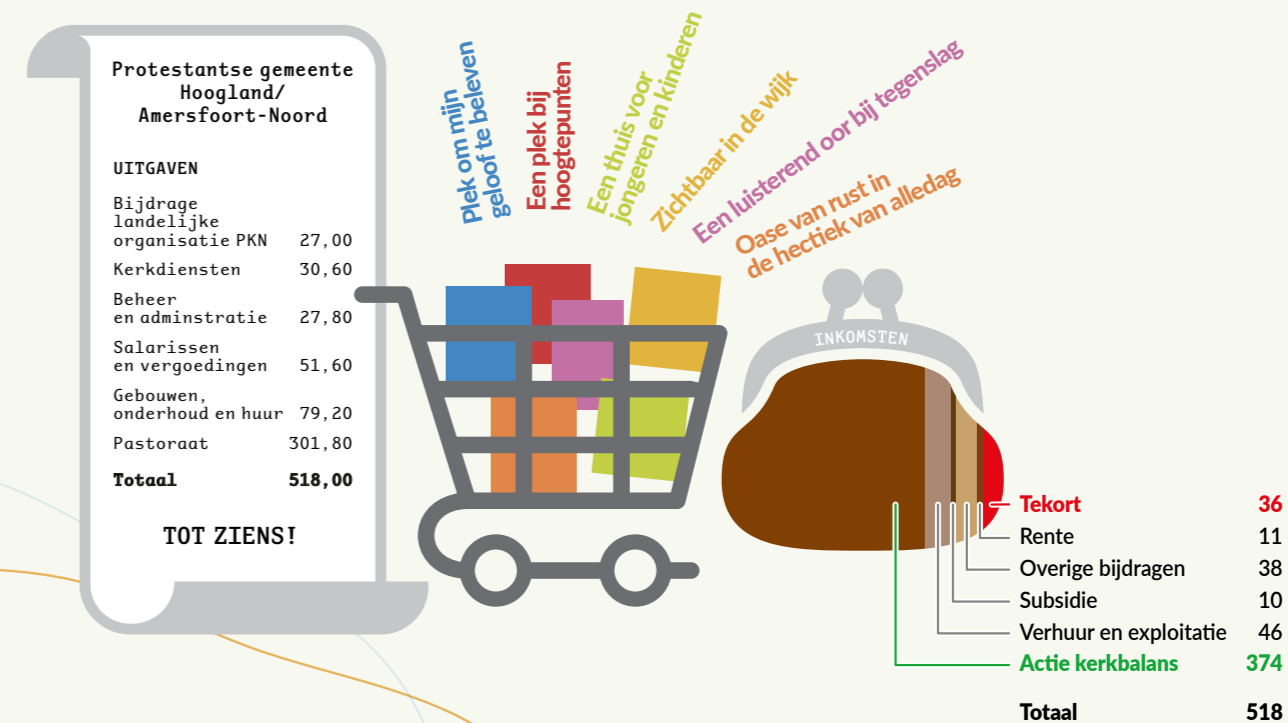 Protestantse gemeente
Hoogland/
Amersfoort-Noord
UITGAVEN
Bijdrage
landelijke
organisatie PKN 27,00
Kerkdiensten 30,60
Beheer
en adminstratie 27,80
Salarissen
en vergoedingen 51,60
Gebouwen,
onderhoud en huur 79,20
Pastoraat 301,80
Totaal 518,00
TOT ZIENS!
Plek om mijn
geloof te beleven
Een plek bij
hoogtepunten
Een thuis voor
jongeren en kinderen
Zichtbaar in de wijk
Een luisterend oor bij tegenslag
Oase van rust in
de hectiek van alledag
INKOMSTEN
Tekort 36
Rente 11
Overige bijdragen 38
Subsidie 10
Verhuur en exploitatie 46
Actie kerkbalans 374
Totaal 518